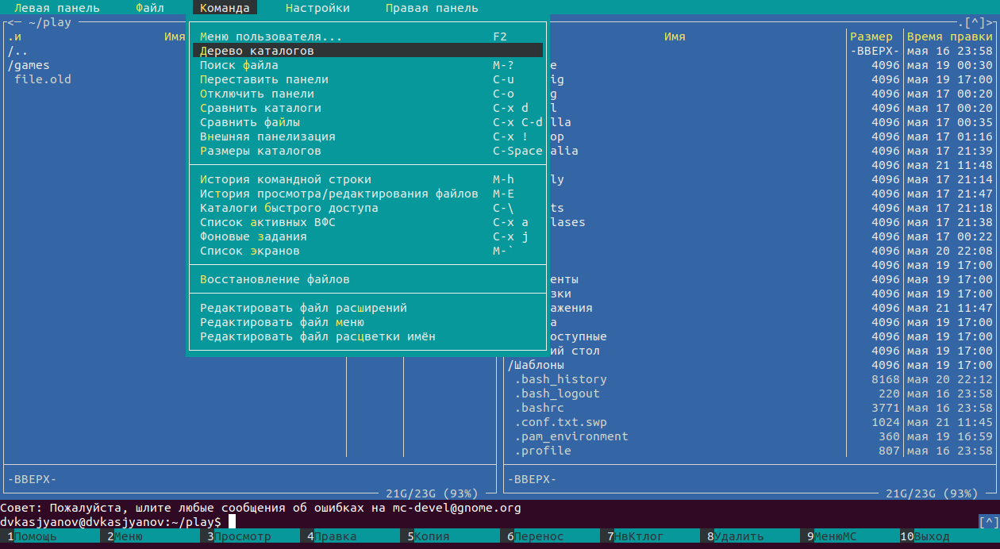 Левая панель Файл Команда Настройки Правая панель
<─ ~/play .[^]>
.и Имя Меню пользователя... F2 Имя Размер Время правки
/.. Дерево каталогов -ВВЕРХ- мая 16 23:58
/games Поиск файла M-? е 4096 мая 19 00:30
file.old Переставить панели C-u ig 4096 мая 19 17:00
Отключить панели C-o g 4096 мая 17 00:20
Сравнить каталоги C-x d l 4096 мая 17 00:20
Сравнить файлы C-x C-d lla 4096 мая 17 00:35
Внешняя панелизация C-x ! op 4096 мая 17 01:16
Размеры каталогов C-Space alia 4096 мая 17 21:39
4096 мая 21 11:48
История командной строки M-h ly 4096 мая 17 21:14
История просмотра/редактирования файлов M-E 4096 мая 17 21:47
Каталоги быстрого доступа C-\ ts 4096 мая 17 21:18
Список активных ВФС C-x a lases 4096 мая 17 21:38
Фоновые задания C-x j 4096 мая 17 00:22
Список экранов M-` 4096 мая 20 22:08
4096 мая 19 17:00
Восстановление файлов енты 4096 мая 19 17:00
зки 4096 мая 19 17:00
Редактировать файл расширений ажения 4096 мая 21 11:47
Редактировать файл меню а 4096 мая 19 17:00
Редактировать файл расцветки имён оступные 4096 мая 19 17:00
ий стол 4096 мая 19 17:00
/Шаблоны 4096 мая 19 17:00
.bash_history 8168 мая 20 22:12
.bash_logout 220 мая 16 23:58
.bashrc 3771 мая 16 23:58
.conf.txt.swp 1024 мая 21 11:45
.pam_environment 360 мая 19 16:59
.profile 807 мая 16 23:58
-ВВЕРХ- -ВВЕРХ-
21G/23G (93%) 21G/23G (93%)
Совет: Пожалуйста, шлите любые сообщения об ошибках на mc-devel@gnome.org
dvkasjyanov@dvkasjyanov:~/play$ [^]
1Помощь 2Меню 3Просмотр 4Правка 5Копия 6Перенос 7НвКтлог 8Удалить 9МенюМС 10Выход